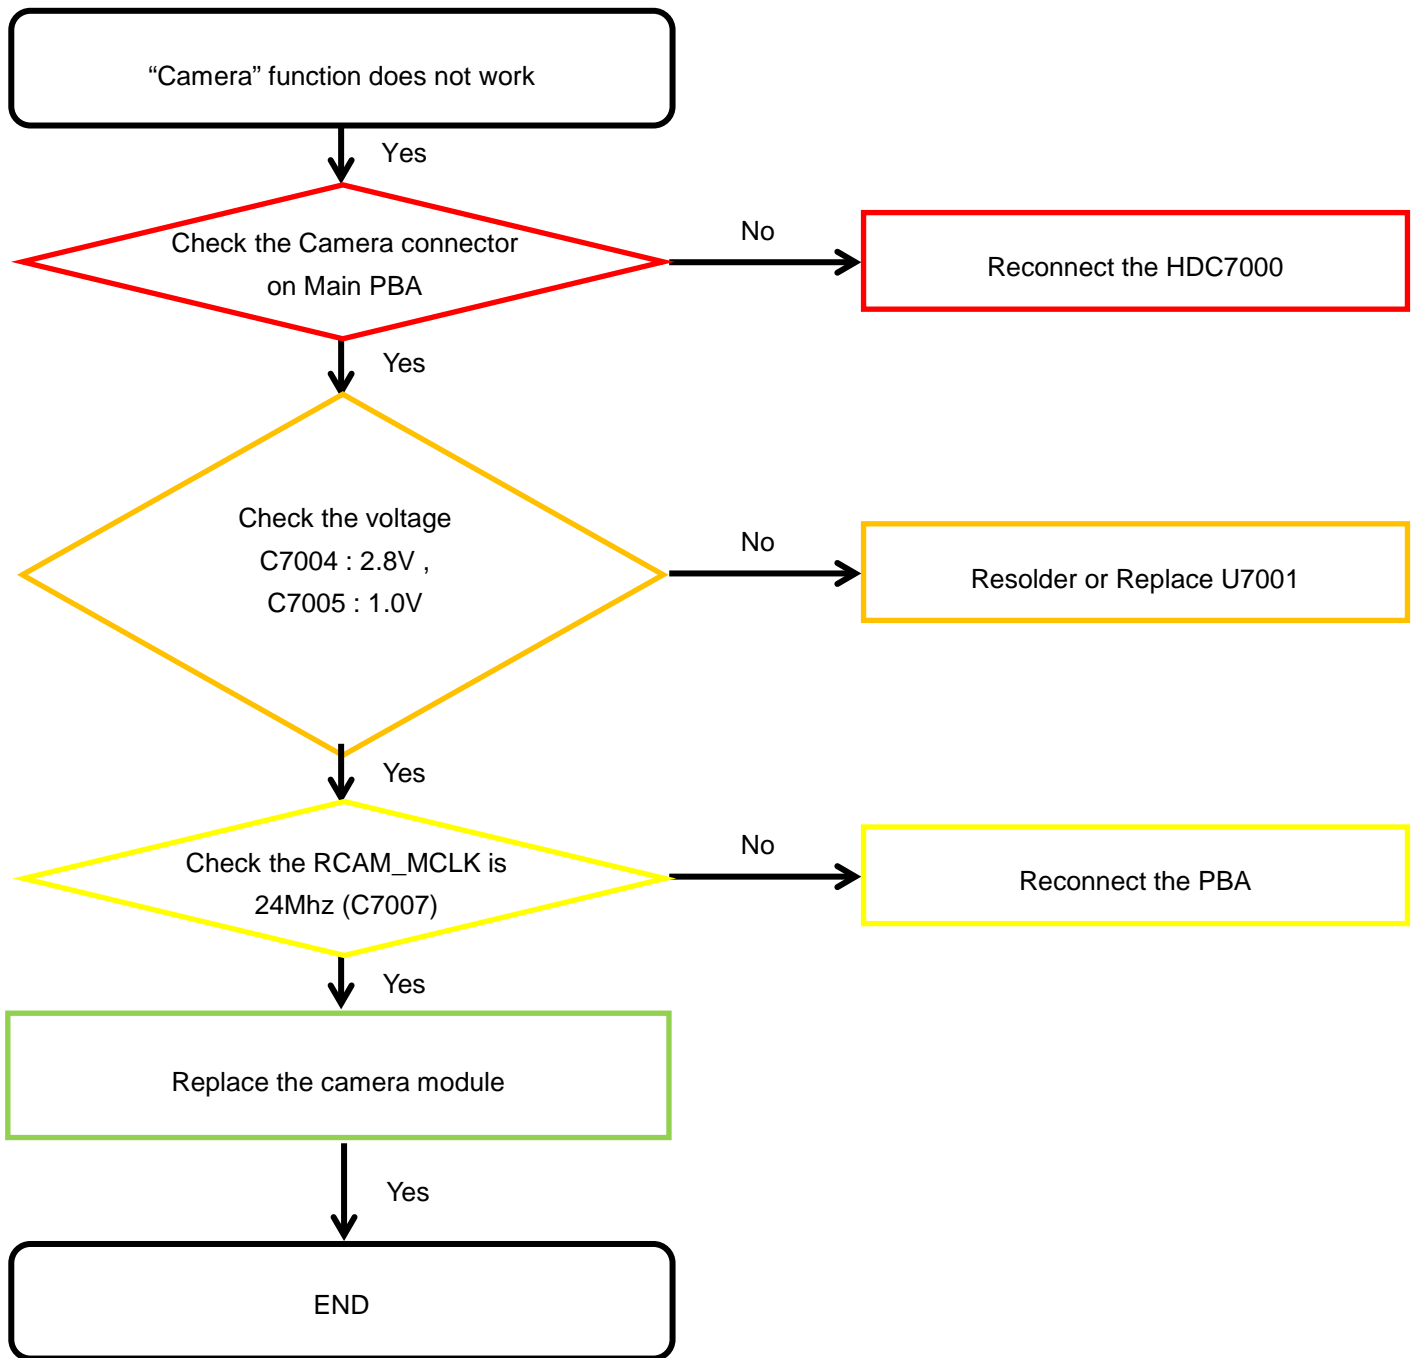 “Camera” function does not work
Yes
Check the Camera connector
on Main PBA
No
Reconnect the HDC7000
Yes
Check the voltage
C7004 : 2.8V ,
C7005 : 1.0V
No
Resolder or Replace U7001
Yes
Check the RCAM_MCLK is
24Mhz (C7007)
No
Reconnect the PBA
Yes
Replace the camera module
Yes
END